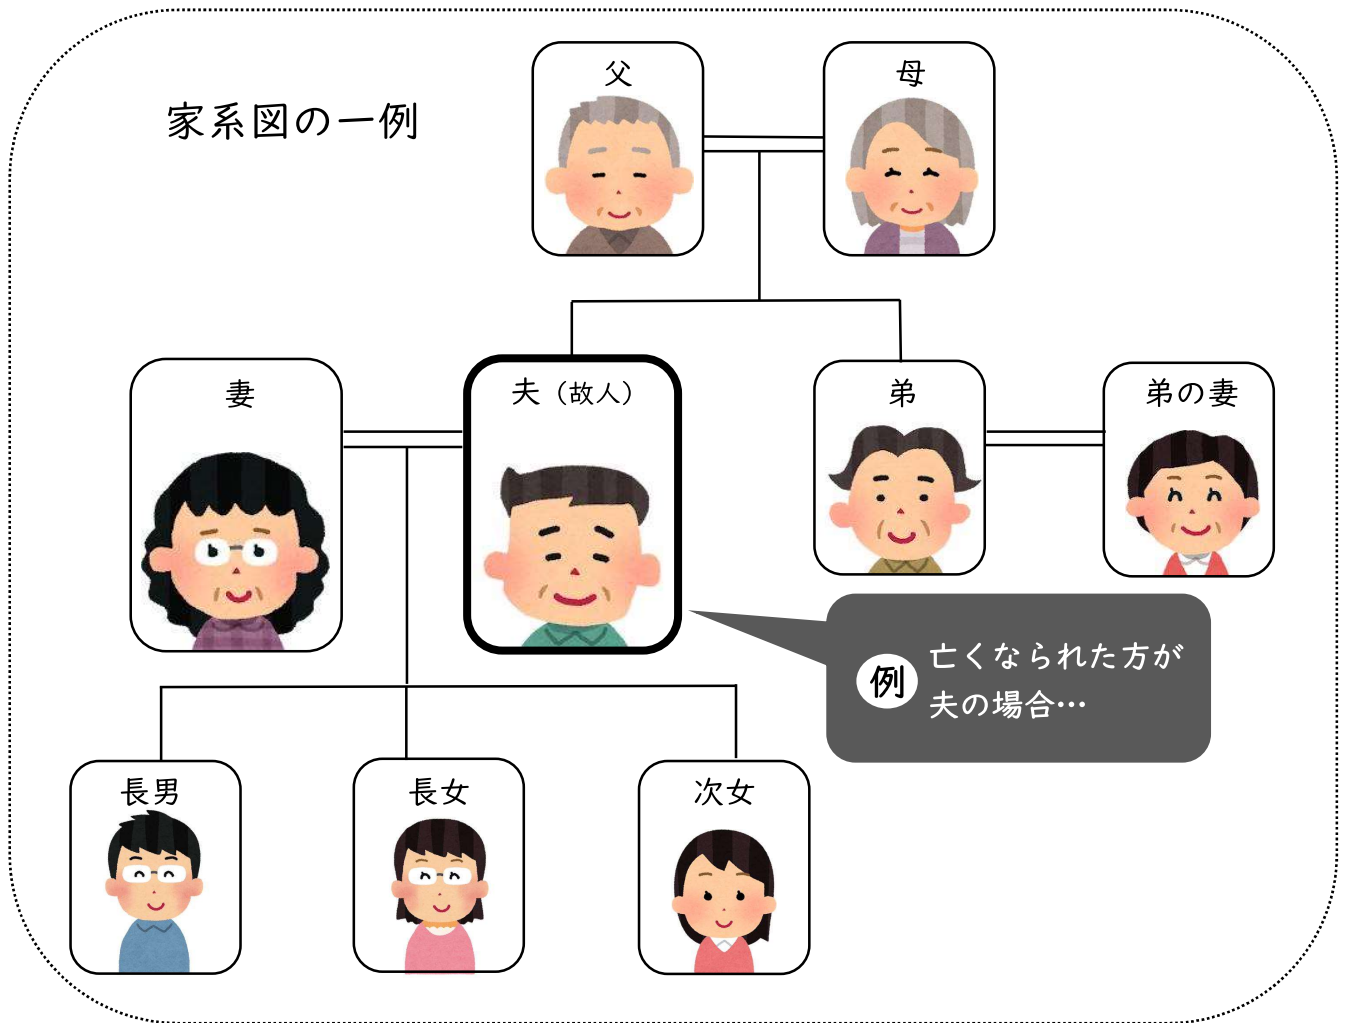 家系図の一例
父
母
妻
夫（故人）
弟
弟の妻
例
亡くなられた方が
夫の場合…
長男
長女
次女